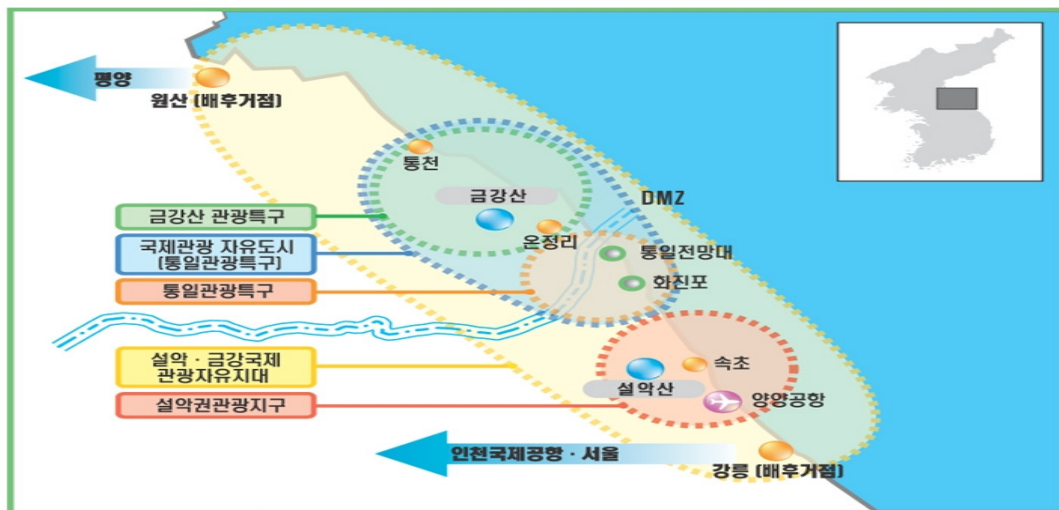 평양
원산 (배후거점)
통천
금강산
DMZ
금강산 관광특구
온정리
국제관광 자유도시
(통일관광특구)
통일전망대
통일관광특구
화진포
설악 · 금강국제
관광자유지대
속초
설악산
설악권관광지구
양양공항
인천국제공항 · 서울
강릉 (배후거점)